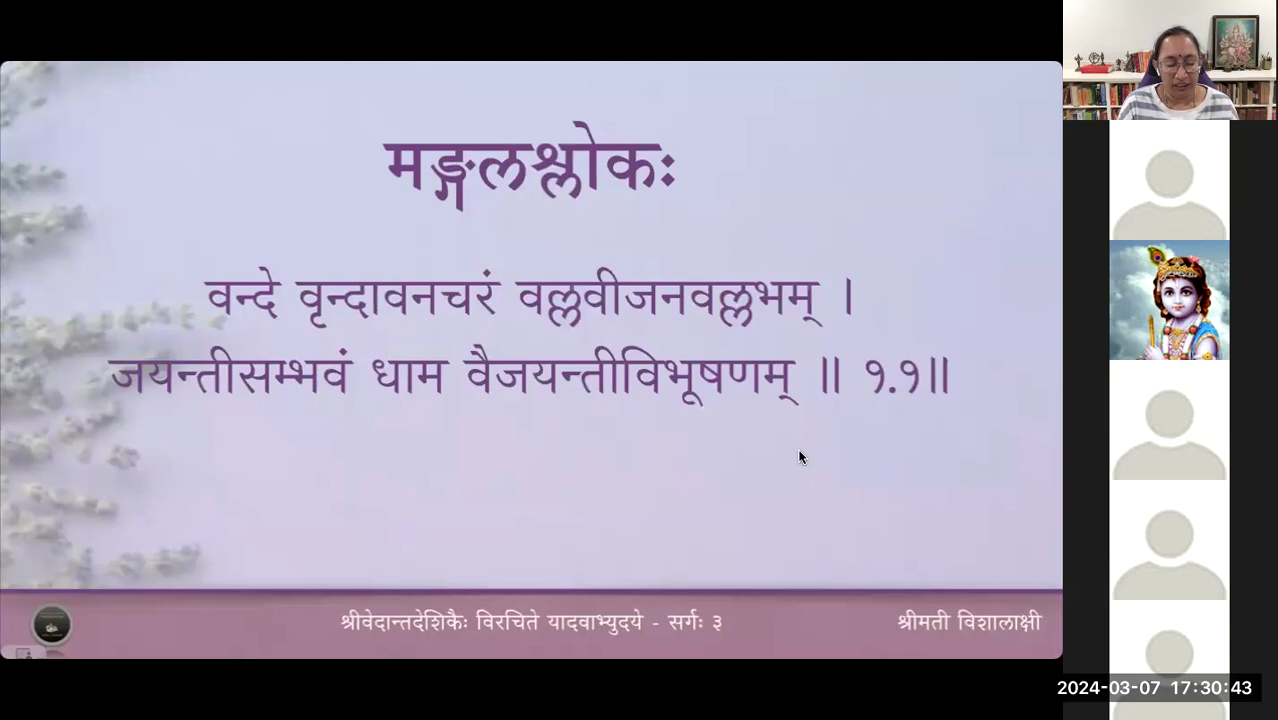 मङ्गलश्लोकः
वन्दे वृन्दावनचरं वल्लवीजनवल्लभम् ।
जयन्तीसम्भवं धाम वैजयन्तीविभूषणम् ॥ १.१॥
श्रीवेदान्तदेशिकैः विरचिते यादवाभ्युदये - सर्गः ३
श्रीमती विशालाक्षी
2024-03-07 17:30:43